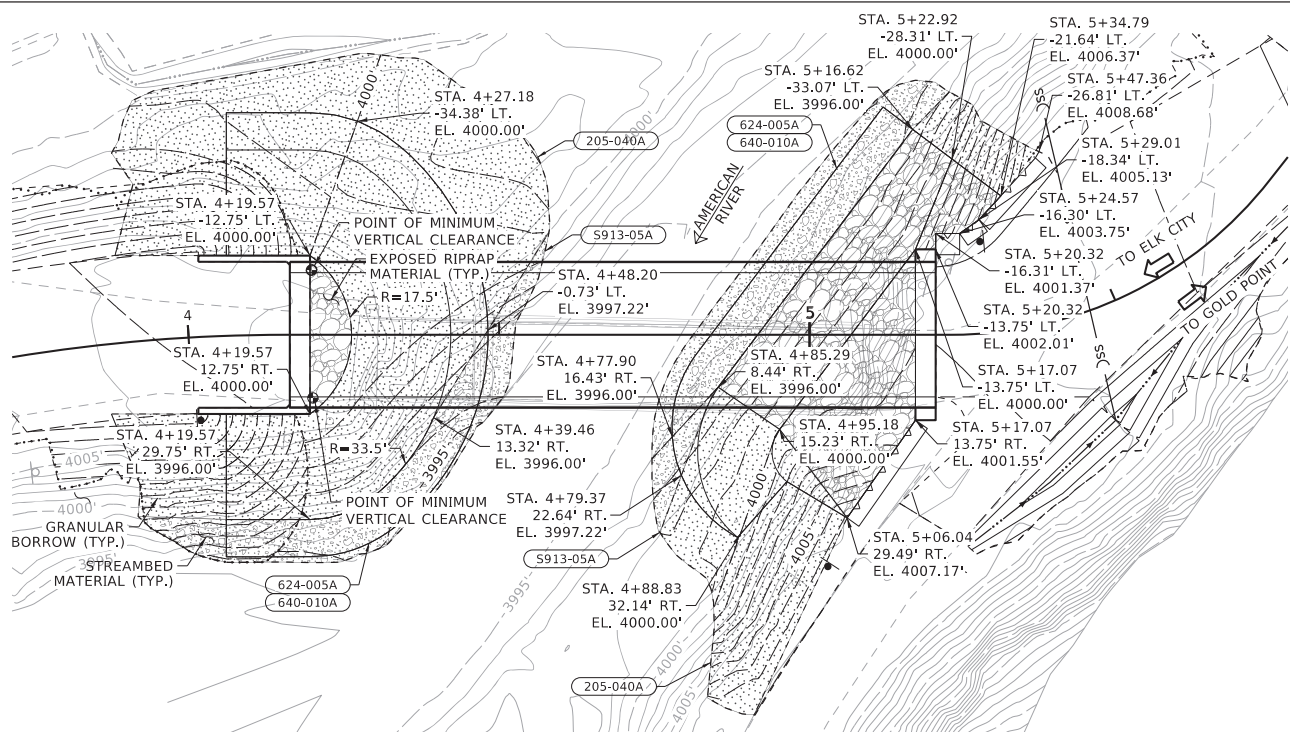 STA. 5+22.92
-28.31' LT.
EL. 4000.00'
STA. 5+34.79
-21.64' LT.
EL. 4006.37'
STA. 5+16.62
-33.07' LT.
EL. 3996.00'
STA. 5+47.36
-26.81' LT.
EL. 4008.68'
4000'
STA. 4+27.18
-34.38' LT.
EL. 4000.00'
4000'
624-005A
640-010A
205-040A
SSC
STA. 5+29.01
-18.34' LT.
EL. 4005.13'
STA. 4+19.57
-12.75' LT.
EL. 4000.00'
AMERICAN
RIVER
STA. 5+24.57
-16.30' LT.
EL. 4003.75'
POINT OF MINIMUM
VERTICAL CLEARANCE
S913-05A
TO ELK CITY
EXPOSED RIPRAP
MATERIAL (TYP.)
STA. 5+20.32
-16.31' LT.
EL. 4001.37'
R=17.5'
STA. 4+48.20
-0.73' LT.
EL. 3997.22'
TO GOLD POINT
4
5
STA. 5+20.32
-13.75' LT.
EL. 4002.01'
STA. 4+19.57
12.75' RT.
EL. 4000.00'
STA. 4+77.90
16.43' RT.
EL. 3996.00'
STA. 4+85.29
8.44' RT.
EL. 3996.00'
SSC
STA. 5+17.07
-13.75' LT.
EL. 4000.00'
STA. 4+39.46
13.32' RT.
EL. 3996.00'
STA. 4+95.18
15.23' RT.
EL. 4000.00'
STA. 5+17.07
13.75' RT.
EL. 4001.55'
STA. 4+19.57
29.75' RT.
EL. 3996.00'
R=33.5'
4005'
3995'
4000'
STA. 4+79.37
22.64' RT.
EL. 3997.22'
POINT OF MINIMUM
VERTICAL CLEARANCE
4000'
GRANULAR
BORROW (TYP.)
4005'
STA. 5+06.04
29.49' RT.
EL. 4007.17'
S913-05A
3995'
STREAMBED
MATERIAL (TYP.)
624-005A
640-010A
3995'
STA. 4+88.83
32.14' RT.
EL. 4000.00'
4000'
205-040A
4005'